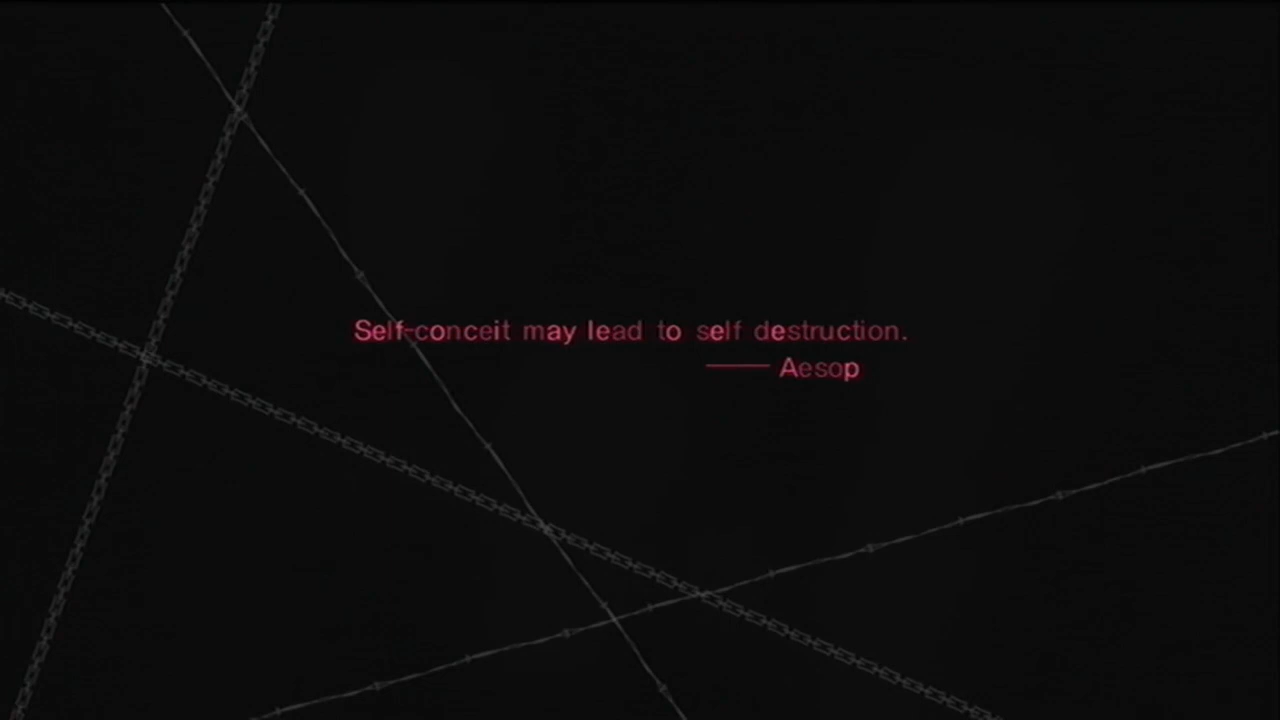 Self-conceit may lead to self destruction.
—— Aesop